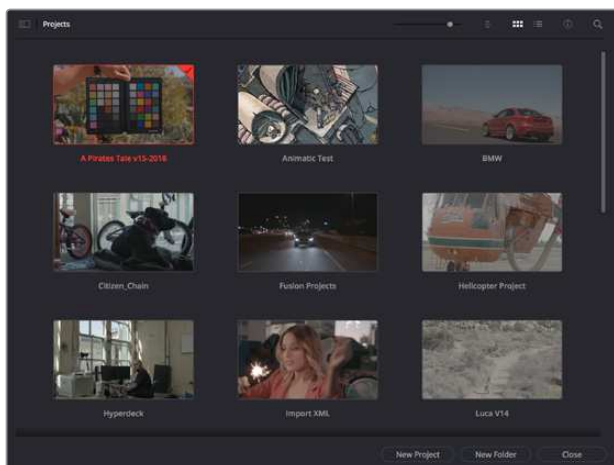 Projects
A Pirates Tale v15-2018
Animatic Test
BMW
Citizen_Chain
Fusion Projects
Helicopter Project
Hyperdeck
Import XML
Luca V14
New Project
New Folder
Close